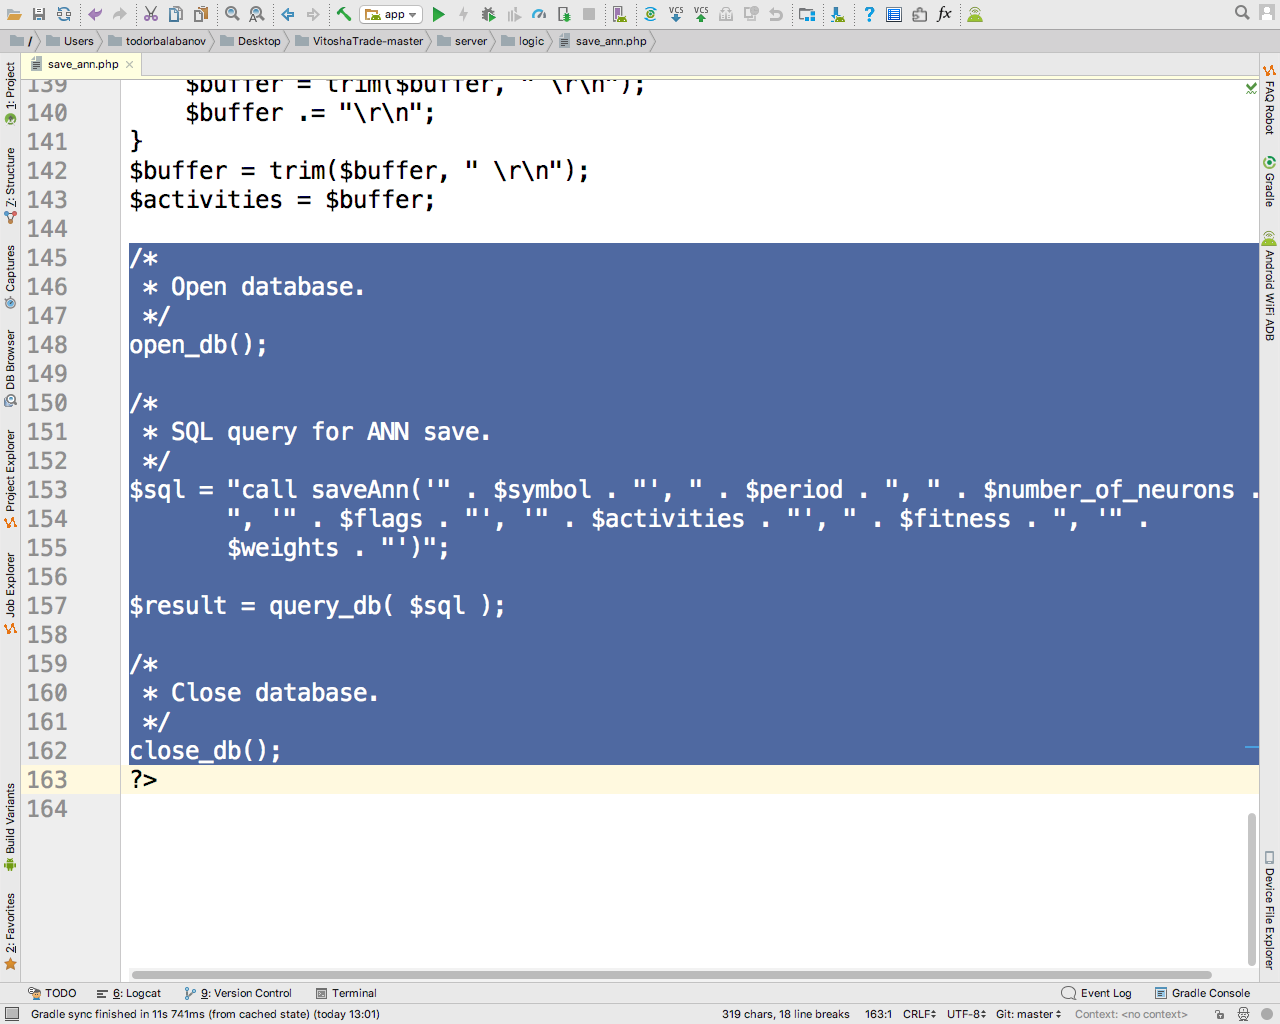 app
VCS
VCS
?
fx
/
Users
todorbalabanov
Desktop
VitoshaTrade-master
server
logic
save_ann.php
save_ann.php
1: Project
Z: Structure
Captures
DB Browser
Project Explorer
Job Explorer
Build Variants
2: Favorites
139 $buffer = trim($buffer, " \r\n");
140 $buffer .= "\r\n";
141 }
142 $buffer = trim($buffer, " \r\n");
143 $activities = $buffer;
144
145 /*
146 * Open database.
147 */
148 open_db();
149
150 /*
151 * SQL query for ANN save.
152 */
153 $sql = "call saveAnn('" . $symbol . "', " . $period . ", " . $number_of_neurons .
154 ", '" . $flags . "', '" . $activities . "', " . $fitness . ", '" .
155 $weights . "')";
156
157 $result = query_db( $sql );
158
159 /*
160 * Close database.
161 */
162 close_db();
163 ?>
164
FAQ Robot
Gradle
Android WiFi ADB
Device File Explorer
TODO
6: Logcat
9: Version Control
Terminal
Event Log
Gradle Console
Gradle sync finished in 11s 741ms (from cached state) (today 13:01)
319 chars, 18 line breaks
163:1
CRLF
UTF-8
Git: master
Context: <no context>